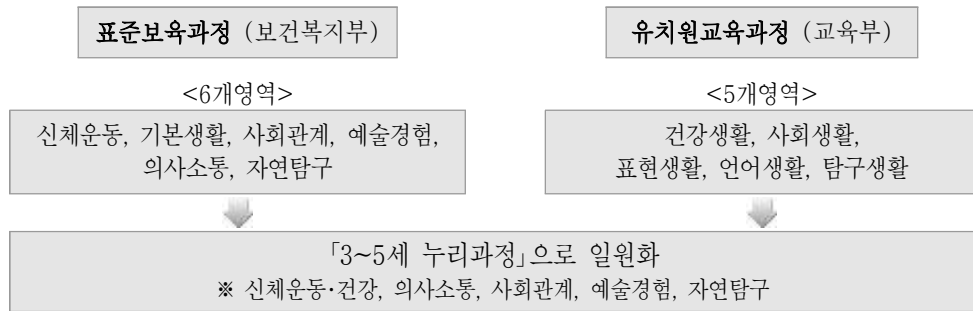 표준보육과정 (보건복지부)
유치원교육과정 (교육부)
<6개영역>
<5개영역>
신체운동, 기본생활, 사회관계, 예술경험,
의사소통, 자연탐구
건강생활, 사회생활,
표현생활, 언어생활, 탐구생활
「3~5세 누리과정」으로 일원화
※ 신체운동·건강, 의사소통, 사회관계, 예술경험, 자연탐구